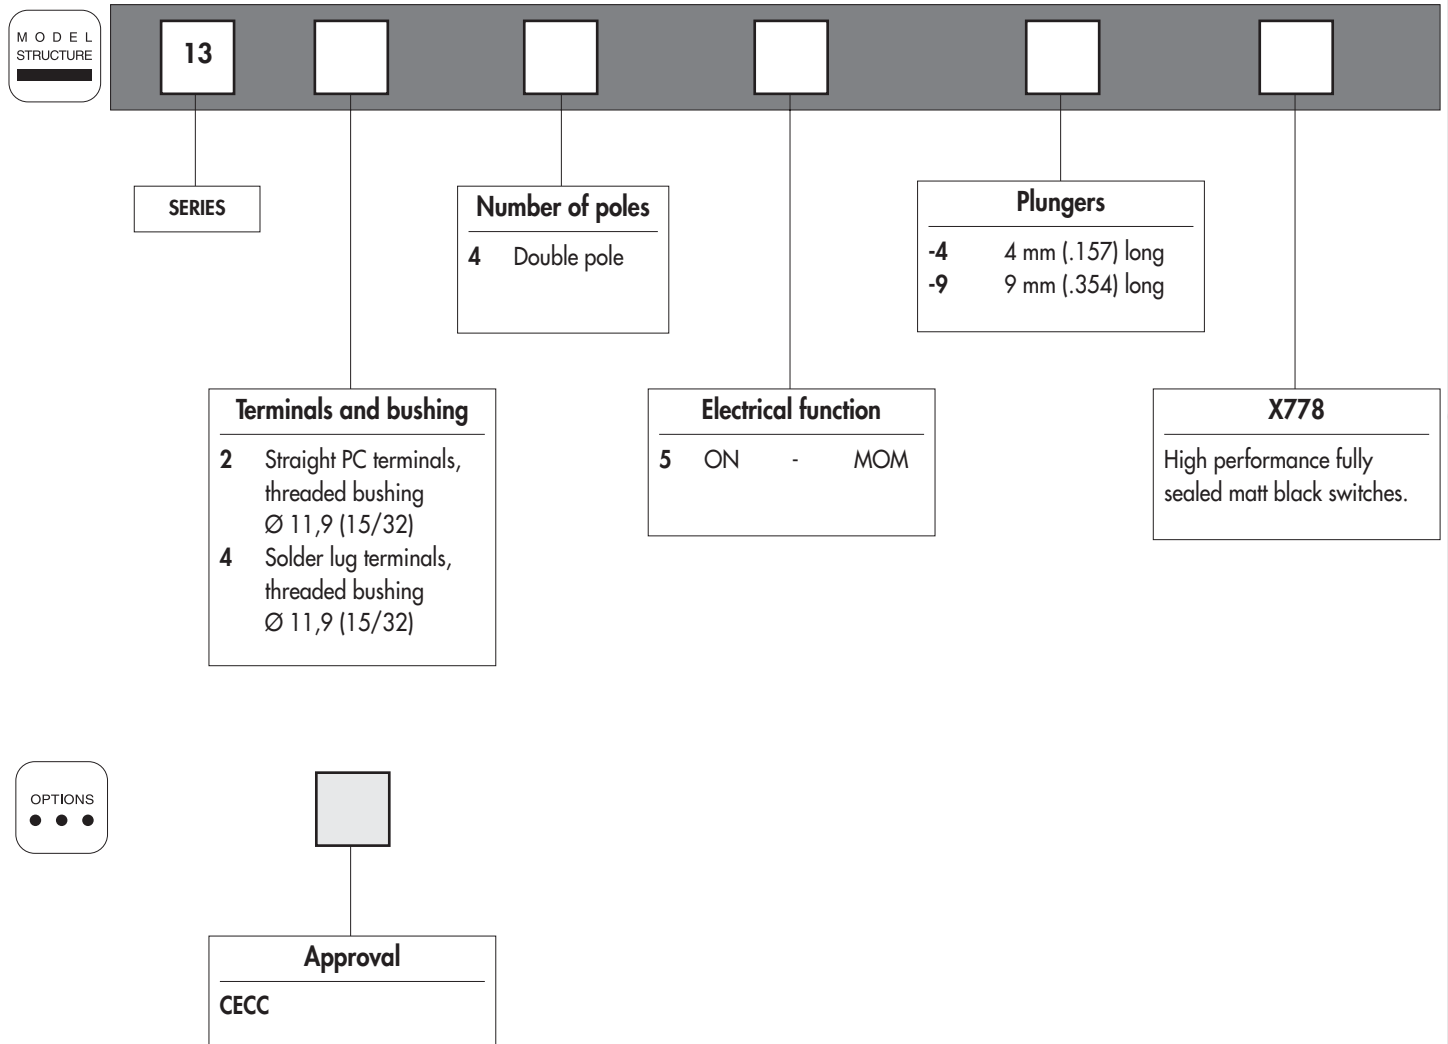 MODEL
STRUCTURE
13
SERIES
Number of poles
4 Double pole
Plungers
-4 4 mm (.157) long
-9 9 mm (.354) long
Terminals and bushing
2 Straight PC terminals,
threaded bushing
Ø 11,9 (15/32)
4 Solder lug terminals,
threaded bushing
Ø 11,9 (15/32)
Electrical function
5 ON - MOM
X778
High performance fully
sealed matt black switches.
OPTIONS
Approval
CECC